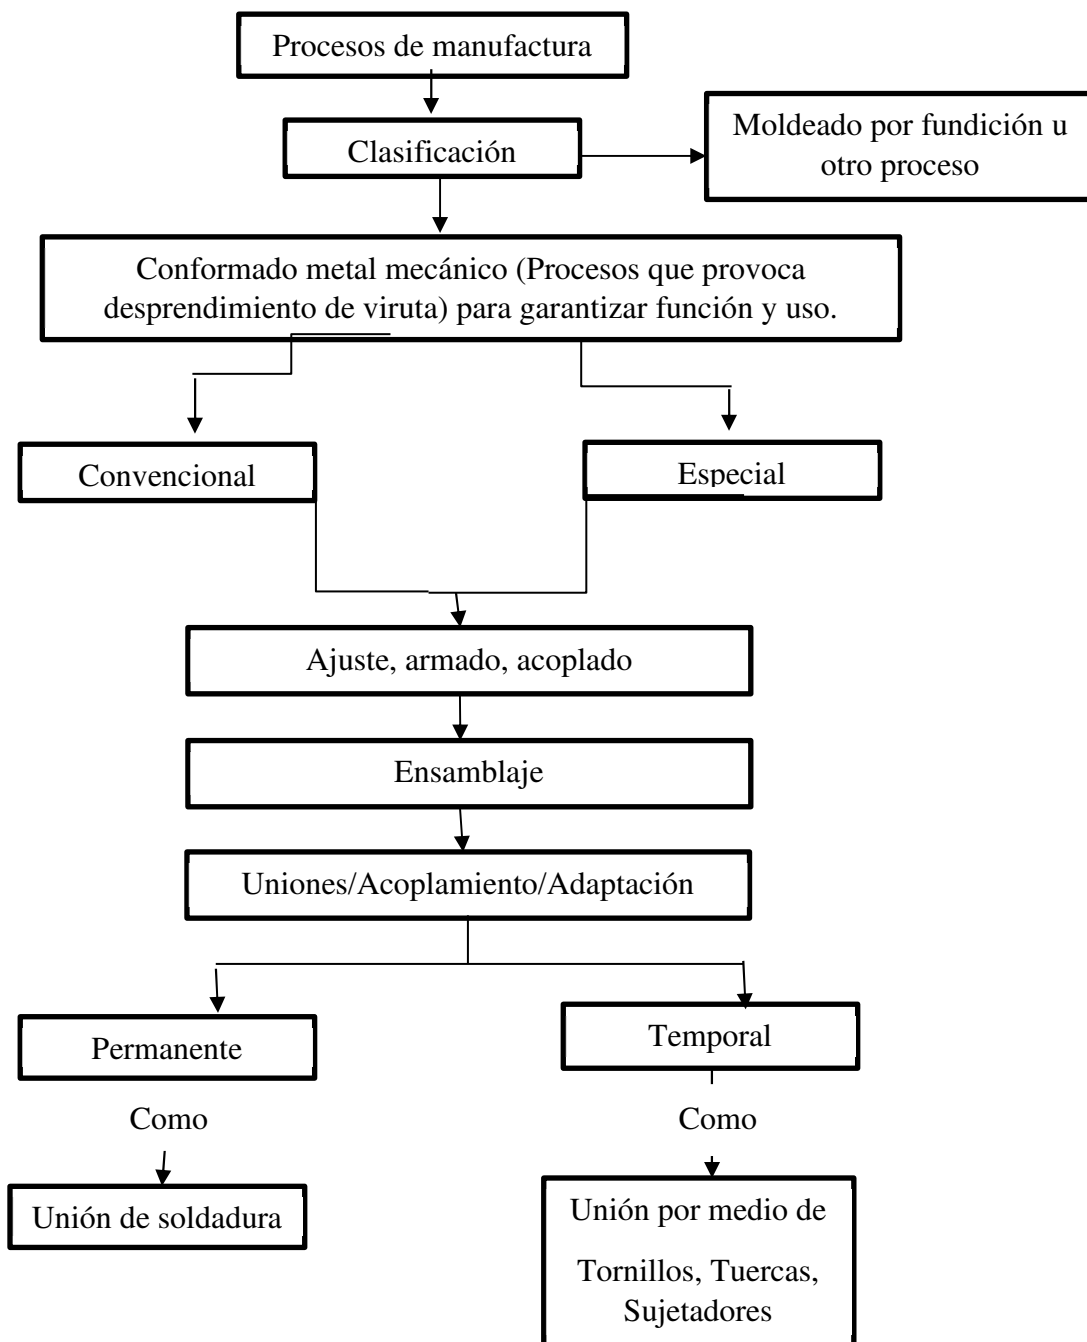 Procesos de manufactura
Clasificación
Moldeado por fundición u
otro proceso
Conformado metal mecánico (Procesos que provoca
desprendimiento de viruta) para garantizar función y uso.
Convencional
Especial
Ajuste, armado, acoplado
Ensamblaje
Uniones/Acoplamiento/Adaptación
Permanente
Temporal
Como
Como
Unión de soldadura
Unión por medio de
Tornillos, Tuercas,
Sujetadores